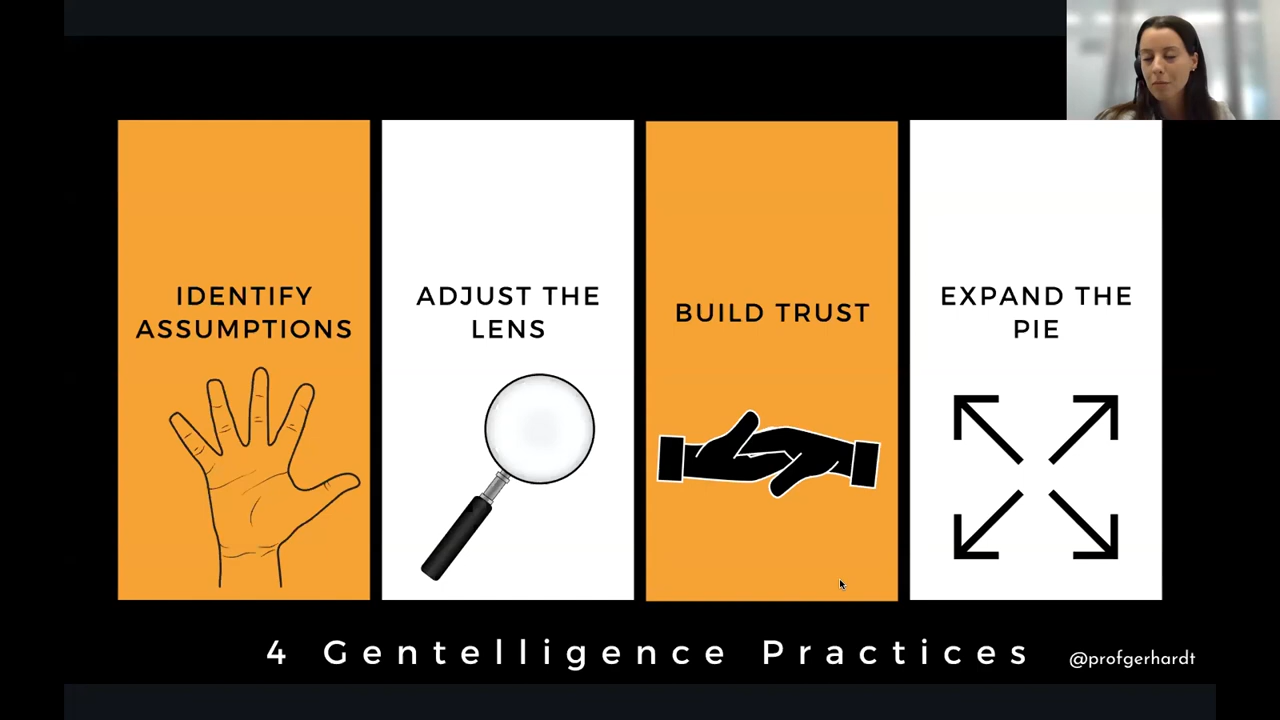 IDENTIFY
ASSUMPTIONS
ADJUST THE
LENS
BUILD TRUST
EXPAND THE
PIE
4 Gentelligence Practices
@profgerhardt